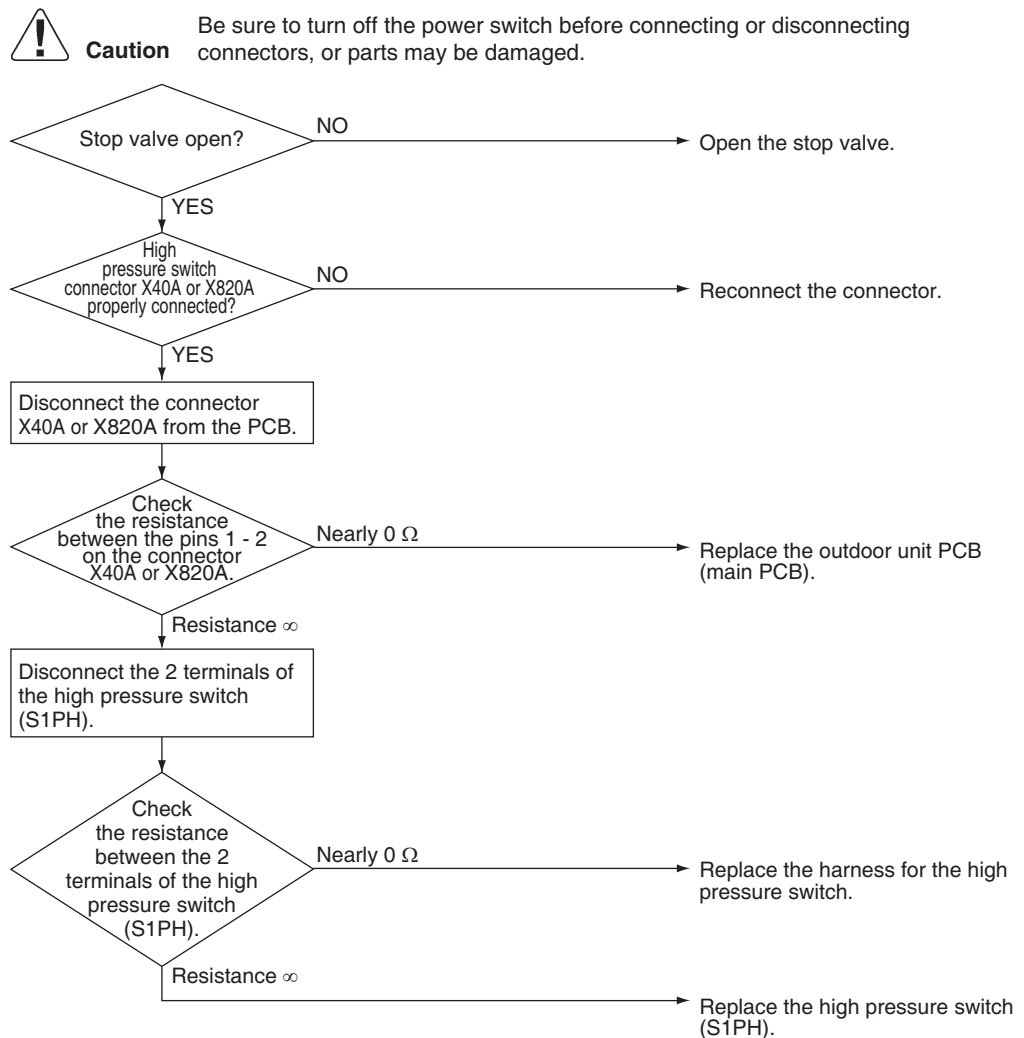 Caution
Be sure to turn off the power switch before connecting or disconnecting
connectors, or parts may be damaged.
Stop valve open?
NO
Open the stop valve.
YES
High
pressure switch
connector X40A or X820A
properly connected?
NO
Reconnect the connector.
YES
Disconnect the connector
X40A or X820A from the PCB.
Check
the resistance
between the pins 1 - 2
on the connector
X40A or X820A.
Nearly 0 Ω
Replace the outdoor unit PCB
(main PCB).
Resistance ∞
Disconnect the 2 terminals of
the high pressure switch
(S1PH).
Check
the resistance
between the 2
terminals of the high
pressure switch
(S1PH).
Nearly 0 Ω
Replace the harness for the high
pressure switch.
Resistance ∞
Replace the high pressure switch
(S1PH).